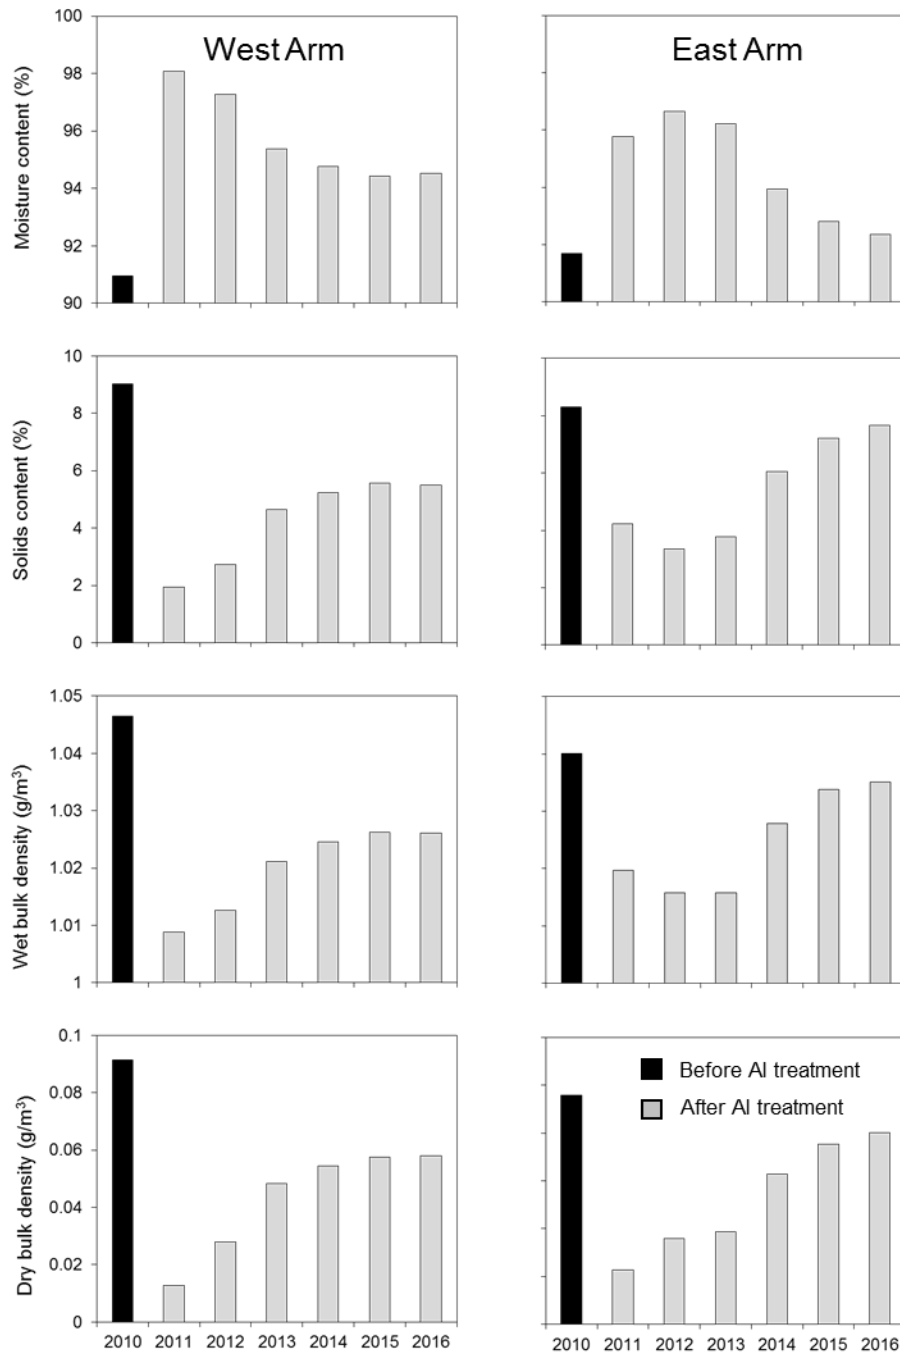 West Arm
East Arm
Moisture content (%)
100
98
96
94
92
90
Solids content (%)
10
8
6
4
2
0
Wet bulk density (g/m³)
1.05
1.04
1.03
1.02
1.01
1
Dry bulk density (g/m³)
0.1
0.08
0.06
0.04
0.02
0
Before Al treatment
After Al treatment
2010 2011 2012 2013 2014 2015 2016
2010 2011 2012 2013 2014 2015 2016